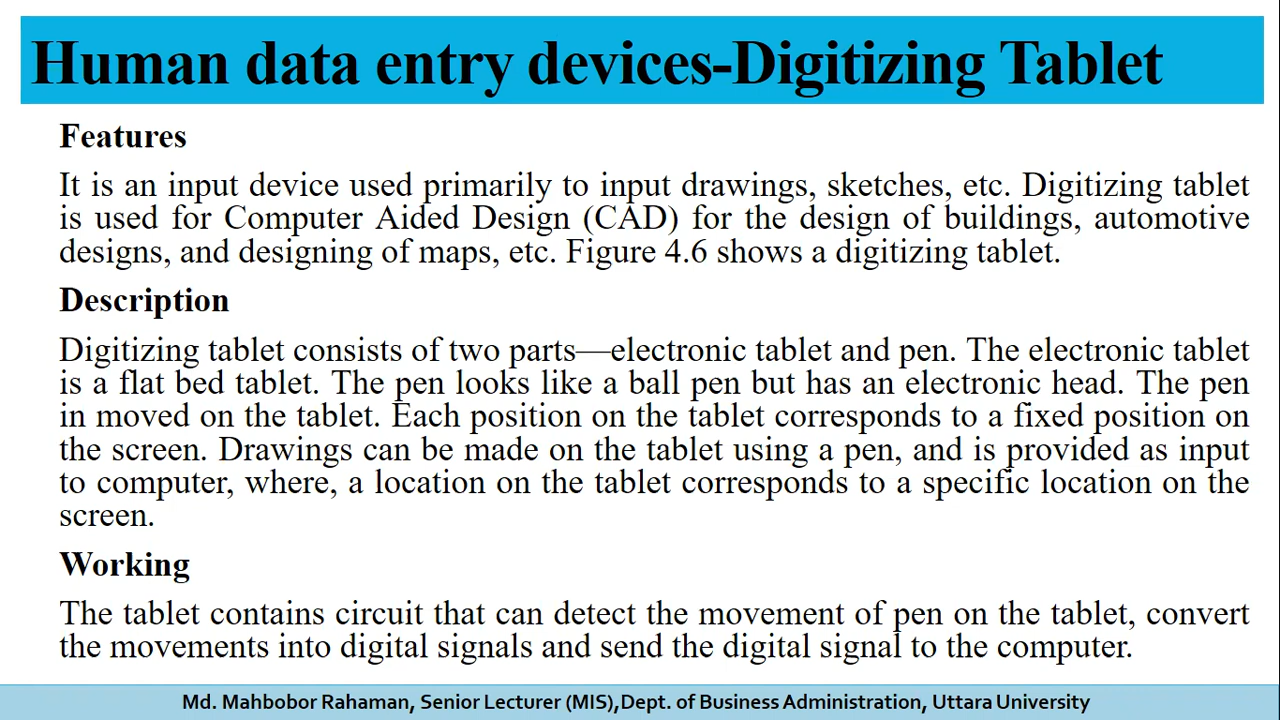 Human data entry devices-Digitizing Tablet
Features
It is an input device used primarily to input drawings, sketches, etc. Digitizing tablet
is used for Computer Aided Design (CAD) for the design of buildings, automotive
designs, and designing of maps, etc. Figure 4.6 shows a digitizing tablet.
Description
Digitizing tablet consists of two parts—electronic tablet and pen. The electronic tablet
is a flat bed tablet. The pen looks like a ball pen but has an electronic head. The pen
in moved on the tablet. Each position on the tablet corresponds to a fixed position on
the screen. Drawings can be made on the tablet using a pen, and is provided as input
to computer, where, a location on the tablet corresponds to a specific location on the
screen.
Working
The tablet contains circuit that can detect the movement of pen on the tablet, convert
the movements into digital signals and send the digital signal to the computer.
Md. Mahbobor Rahaman, Senior Lecturer (MIS),Dept. of Business Administration, Uttara University